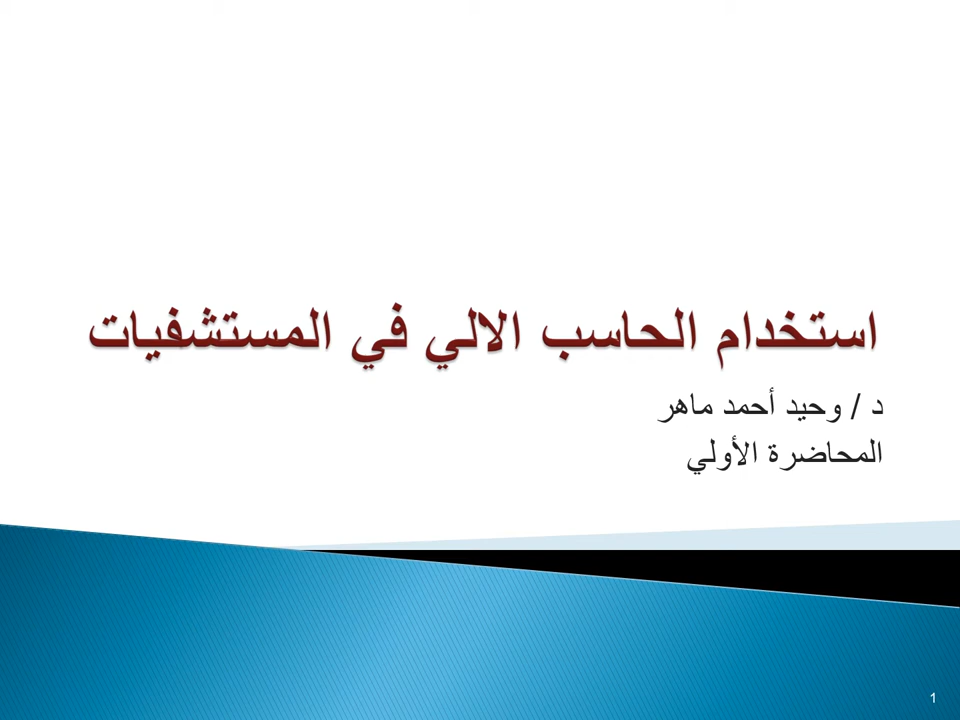 استخدام الحاسب الالي في المستشفيات
د / وحيد أحمد ماهر
المحاضرة الأولي
1